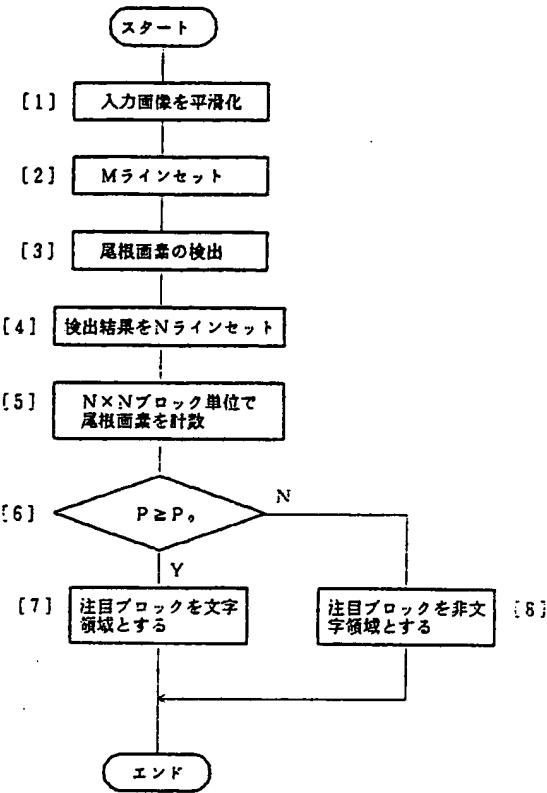 スタート
[1] 入力画像を平滑化
[2] Mラインセット
[3] 尾根画素の検出
[4] 検出結果をNラインセット
[5] N×Nブロック単位で
尾根画素を計数
[6] P≧P₀ N
Y
[7] 注目ブロックを文字
領域とする
注目ブロックを非文 [8]
字領域とする
エンド